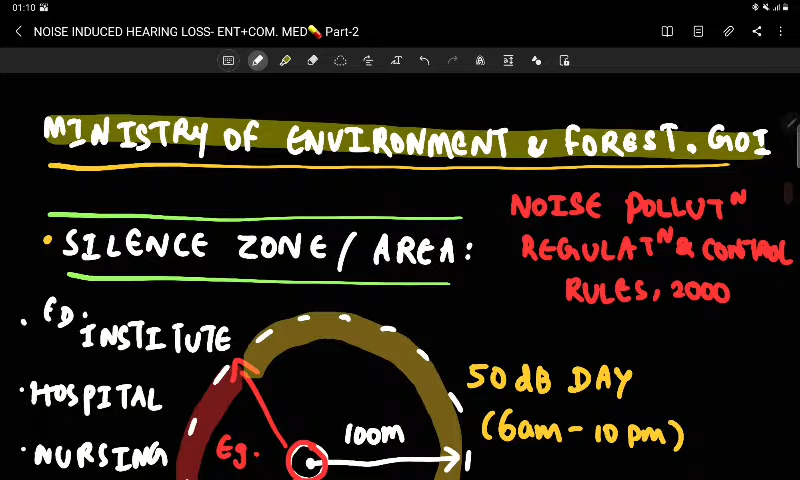 01:10
NOISE INDUCED HEARING LOSS- ENT+COM. MED💊 Part-2
MINISTRY OF ENVIRONMENT & FOREST. GOI
NOISE POLLUTᴺ
REGULATᴺ & CONTROL
RULES, 2000
• SILENCE ZONE / AREA:
• ED. INSTITUTE
• HOSPITAL
• NURSING
Eg.
100m
50 dB DAY
(6am - 10 pm)